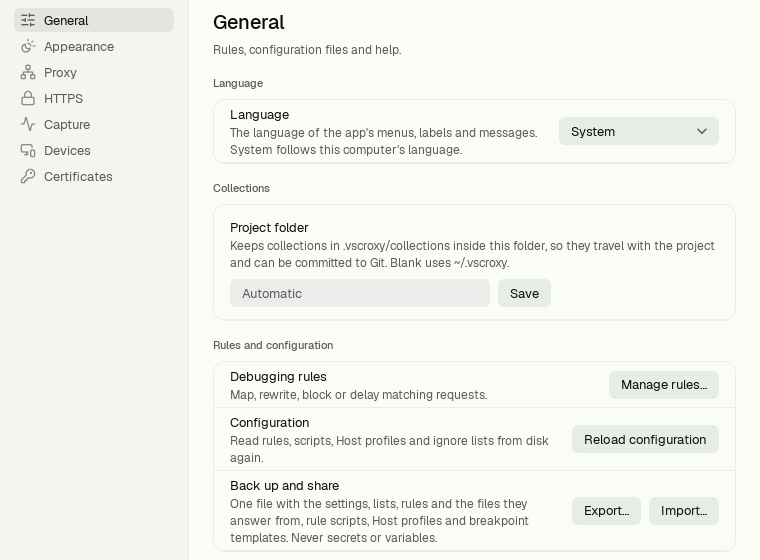 General
Appearance
Proxy
HTTPS
Capture
Devices
Certificates
General
Rules, configuration files and help.
Language
Language
The language of the app's menus, labels and messages.
System follows this computer's language.
System
Collections
Project folder
Keeps collections in .vscroxy/collections inside this folder, so they travel with the project
and can be committed to Git. Blank uses ~/.vscroxy.
Automatic
Save
Rules and configuration
Debugging rules
Map, rewrite, block or delay matching requests.
Manage rules...
Configuration
Read rules, scripts, Host profiles and ignore lists from disk
again.
Reload configuration
Back up and share
One file with the settings, lists, rules and the files they
answer from, rule scripts, Host profiles and breakpoint
templates. Never secrets or variables.
Export...
Import...